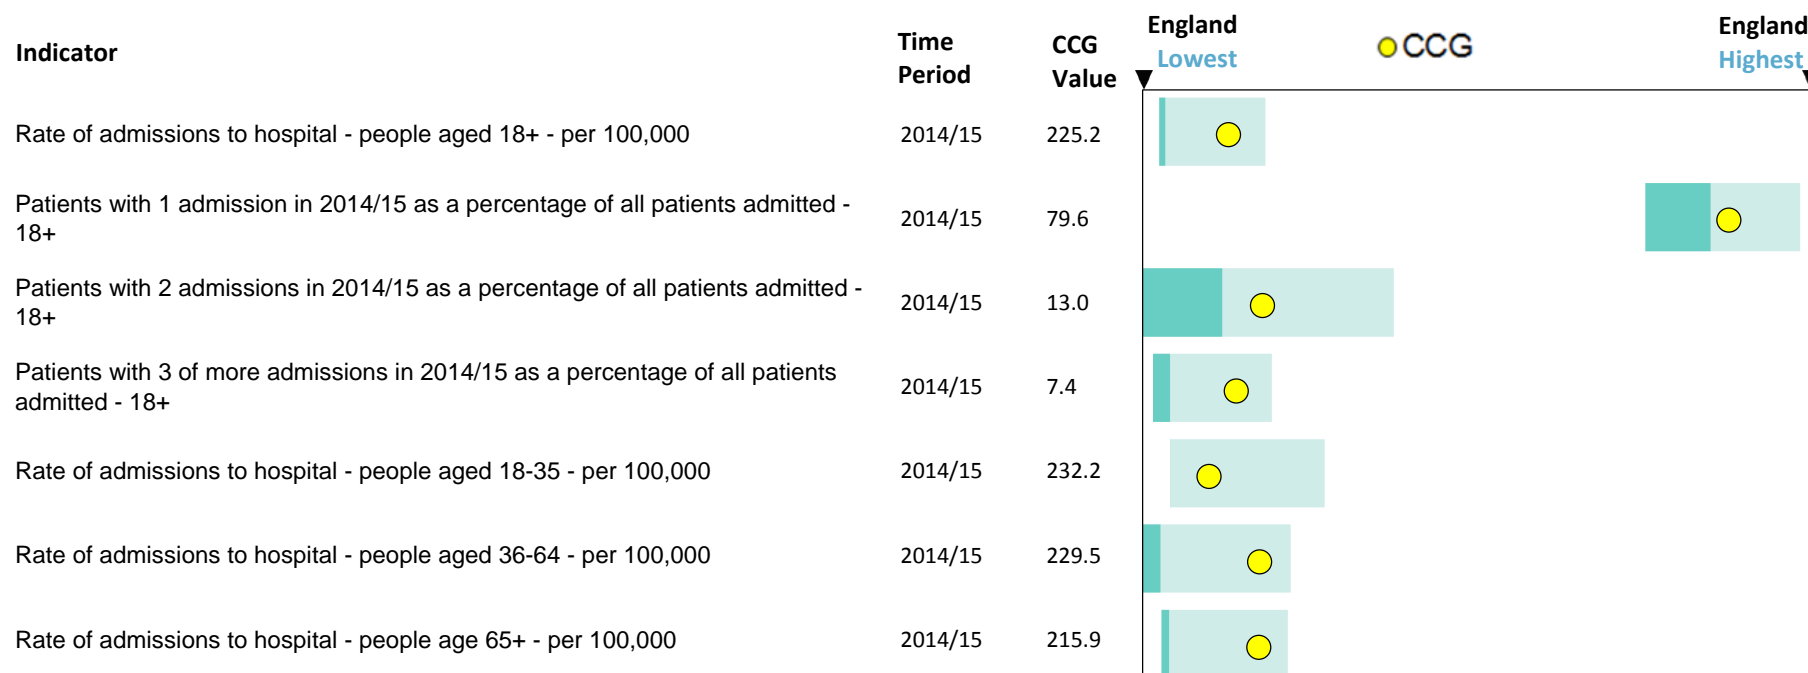 Indicator
Time
Period
CCG
Value
England
Lowest
CCG
England
Highest
Rate of admissions to hospital - people aged 18+ - per 100,000
2014/15
225.2
Patients with 1 admission in 2014/15 as a percentage of all patients admitted -
18+
2014/15
79.6
Patients with 2 admissions in 2014/15 as a percentage of all patients admitted -
18+
2014/15
13.0
Patients with 3 of more admissions in 2014/15 as a percentage of all patients
admitted - 18+
2014/15
7.4
Rate of admissions to hospital - people aged 18-35 - per 100,000
2014/15
232.2
Rate of admissions to hospital - people aged 36-64 - per 100,000
2014/15
229.5
Rate of admissions to hospital - people age 65+ - per 100,000
2014/15
215.9